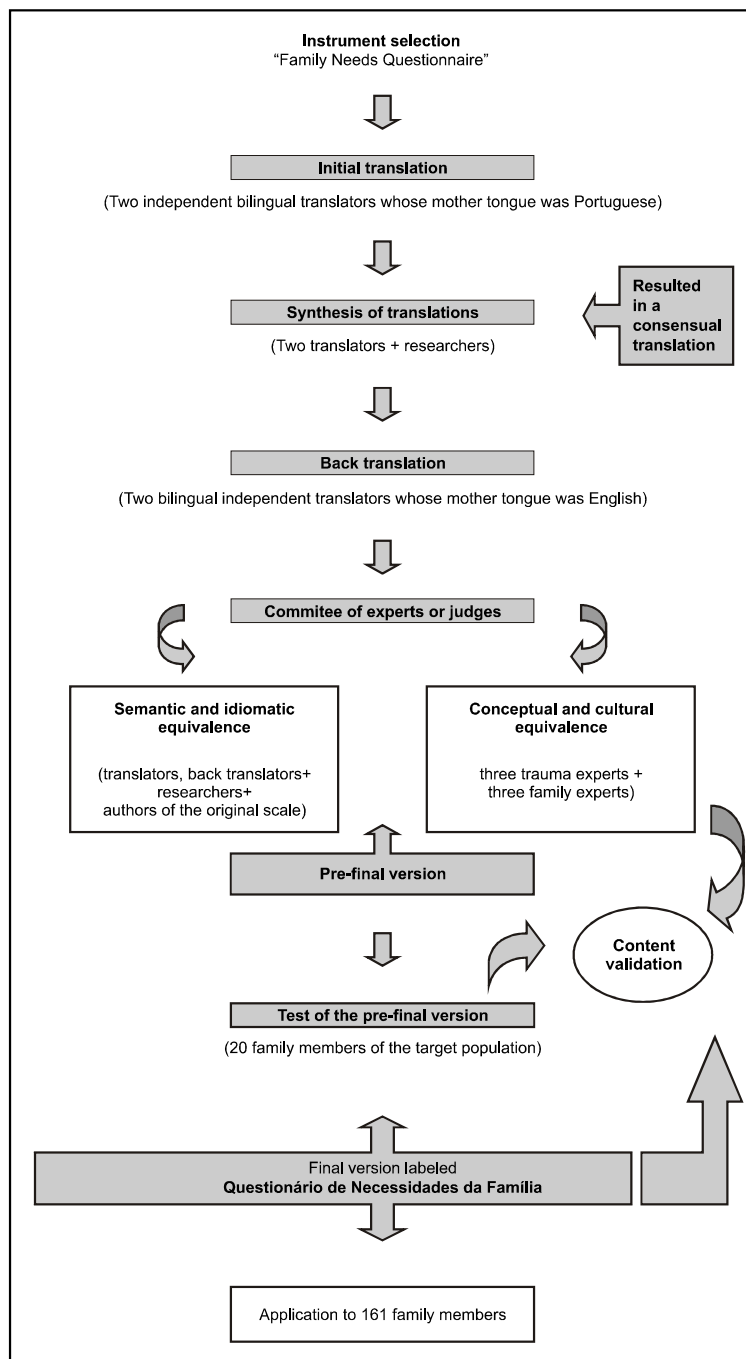 Instrument selection
“Family Needs Questionnaire”
Initial translation
(Two independent bilingual translators whose mother tongue was Portuguese)
Synthesis of translations
(Two translators + researchers)
Resulted
in a
consensual
translation
Back translation
(Two bilingual independent translators whose mother tongue was English)
Commitee of experts or judges
Semantic and idiomatic
equivalence
(translators, back translators+
researchers+
authors of the original scale)
Conceptual and cultural
equivalence
three trauma experts +
three family experts)
Pre-final version
Content
validation
Test of the pre-final version
(20 family members of the target population)
Final version labeled
Questionário de Necessidades da Família
Application to 161 family members